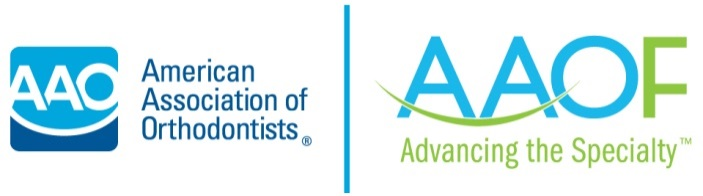 AAO
American
Association of
Orthodontists®
AAOF
Advancing the Specialty™